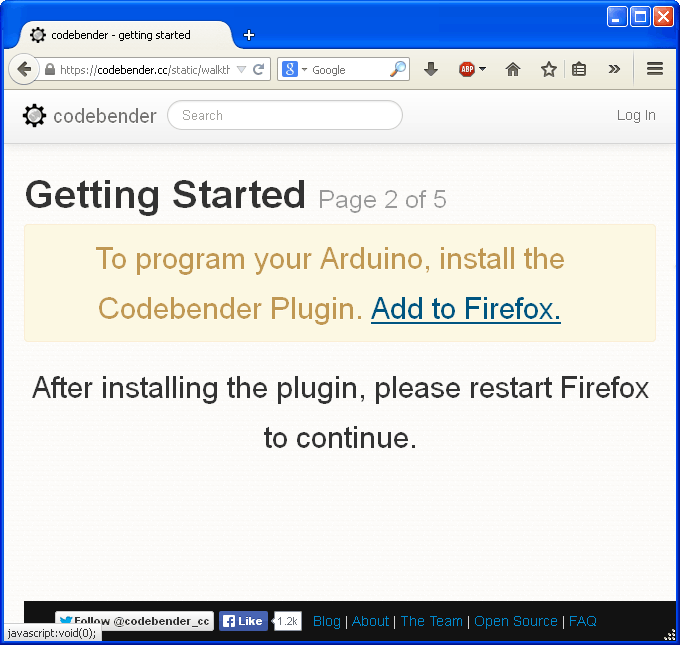 codebender - getting started
https://codebender.cc/static/walkth
Google
ABP
codebender
Search
Log In
Getting Started Page 2 of 5
To program your Arduino, install the
Codebender Plugin. Add to Firefox.
After installing the plugin, please restart Firefox
to continue.
Follow @codebender_cc Like 1.2k Blog | About | The Team | Open Source | FAQ
javascript:void(0);